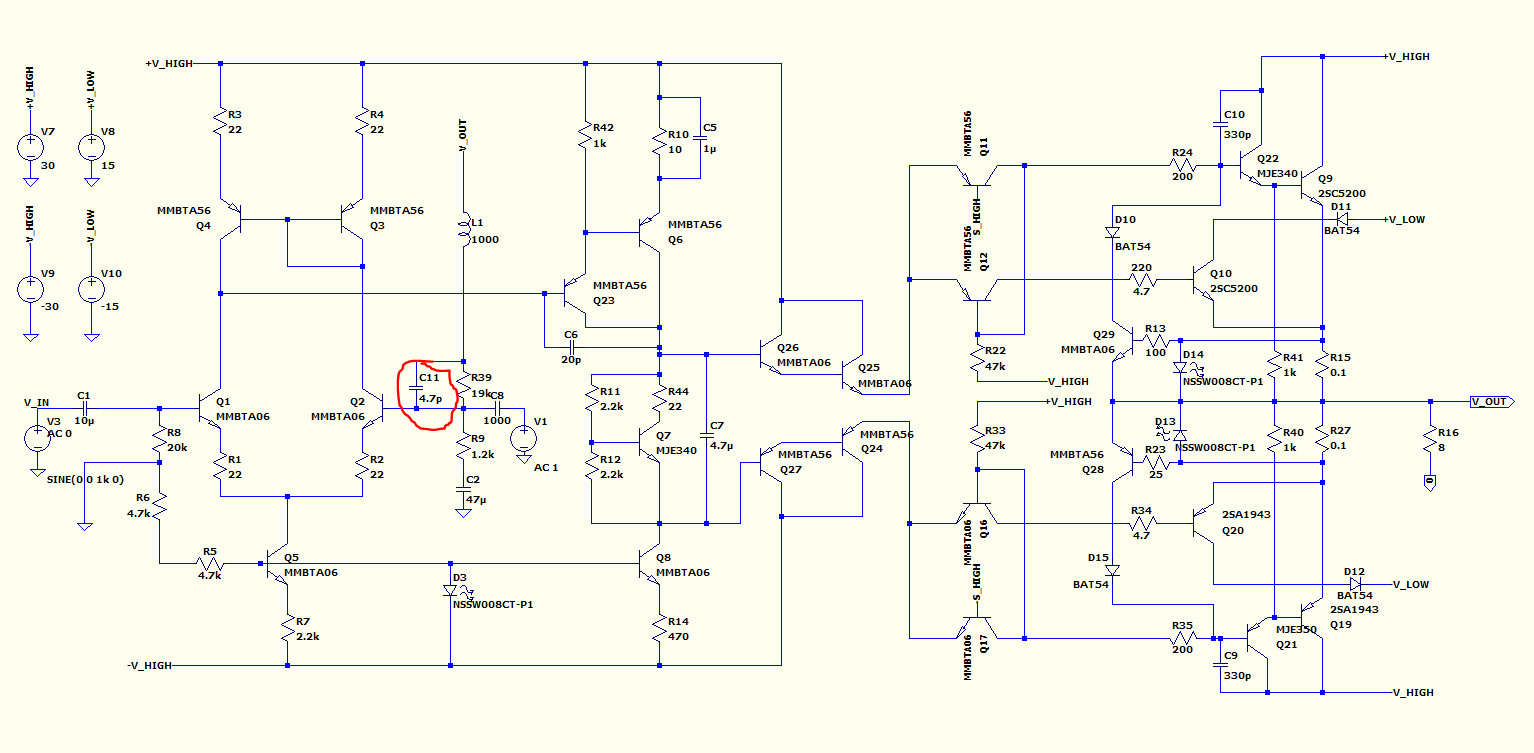 +V_HIGH
+V_HIGH
+V_HIGH
+V_LOW
V7
30
V8
15
-V_HIGH
-V_LOW
V9
-30
V10
-15
R3
22
R4
22
MMBTA56
Q4
MMBTA56
Q3
V_OUT
L1
1000
R42
1k
R10
10
C5
1µ
MMBTA56
Q6
MMBTA56
Q23
C6
20p
V_IN
C1
10µ
V3
AC 0
SINE(0 0 1k 0)
R8
20k
R6
4.7k
R5
4.7k
Q1
MMBTA06
Q2
MMBTA06
R1
22
R2
22
C11
4.7p
R39
19k
C8
1000
R9
1.2k
C2
47µ
V1
AC 1
Q5
MMBTA06
R7
2.2k
D3
NSSW008CT-P1
-V_HIGH
R11
2.2k
R44
22
R12
2.2k
Q7
MJE340
C7
4.7µ
Q8
MMBTA06
R14
470
Q26
MMBTA06
Q25
MMBTA06
MMBTA56
Q27
MMBTA56
Q24
MMBTA56
Q11
S_HIGH
MMBTA56
Q12
R22
47k
-V_HIGH
+V_HIGH
R33
47k
MMBTA06
Q16
S_HIGH
MMBTA06
Q17
R24
200
C10
330p
Q22
MJE340
Q9
2SC5200
D11
BAT54
+V_LOW
D10
BAT54
220
4.7
Q10
2SC5200
Q29
MMBTA06
R13
100
D14
NSSW008CT-P1
R41
1k
R15
0.1
V_OUT
D13
NSSW008CT-P1
R40
1k
R27
0.1
R16
8
0
MMBTA56
Q28
R23
25
R34
4.7
2SA1943
Q20
D15
BAT54
D12
BAT54
-V_LOW
2SA1943
Q19
R35
200
MJE350
Q21
C9
330p
-V_HIGH